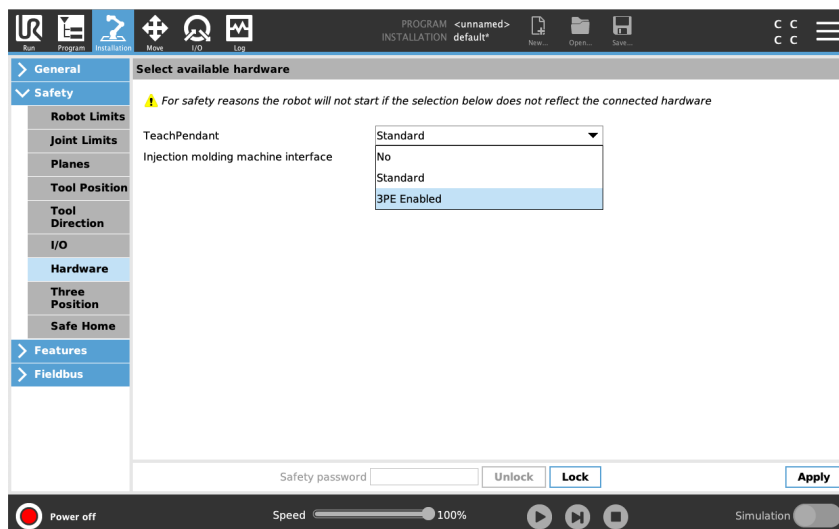 UR
Run
Program
Installation
Move
I/O
Log
PROGRAM <unnamed>
INSTALLATION default*
New...
Open...
Save...
C C
C C
General
Safety
Robot Limits
Joint Limits
Planes
Tool Position
Tool
Direction
I/O
Hardware
Three
Position
Safe Home
Features
Fieldbus
Select available hardware
For safety reasons the robot will not start if the selection below does not reflect the connected hardware
TeachPendant
Standard
Injection molding machine interface
No
Standard
3PE Enabled
Safety password
Unlock
Lock
Apply
Power off
Speed
100%
Simulation